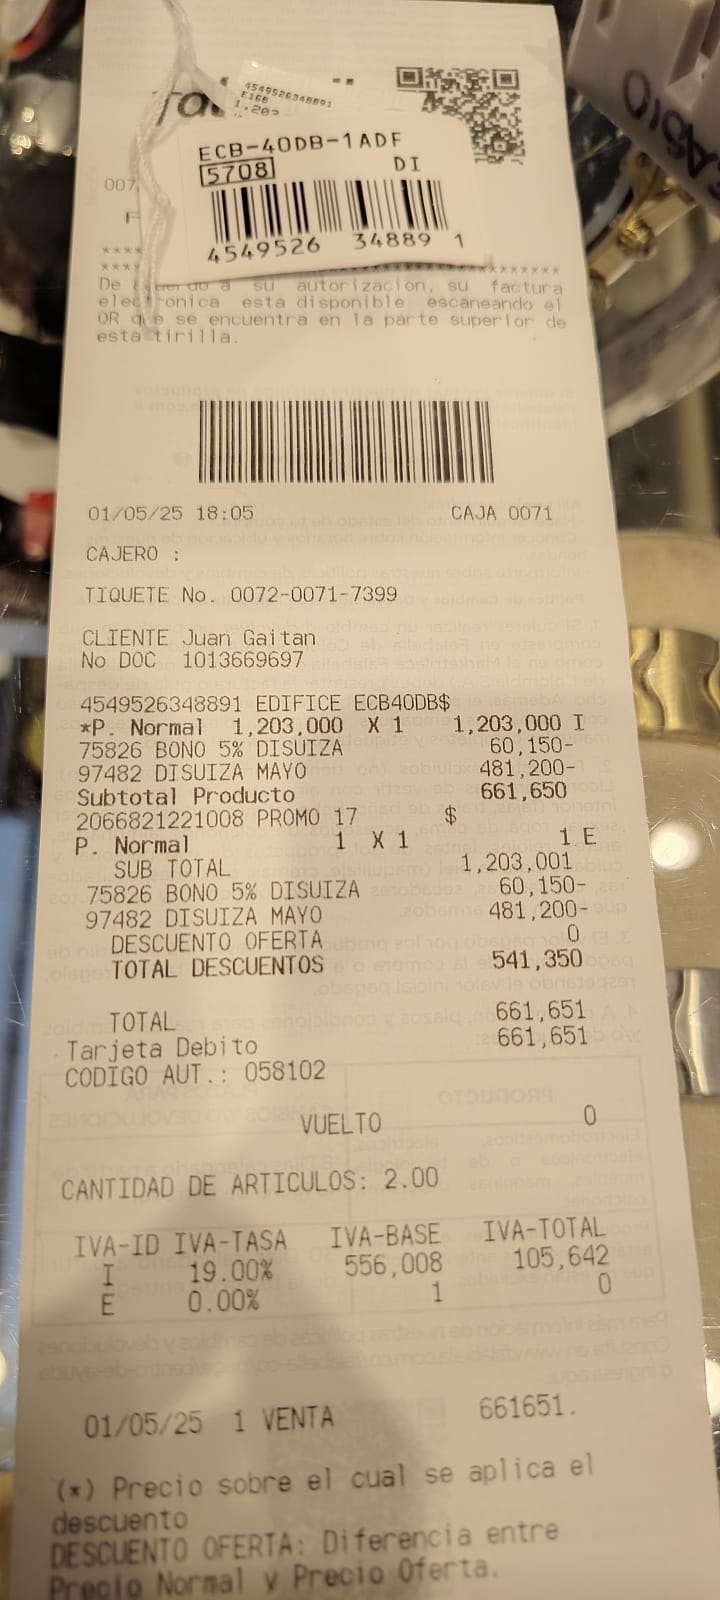 4549526348891
E16B
ECB-40DB-1ADF
5708 DI
CASIO
007
4549526 34889 1
De a su autorizacion, su factura
electronica esta disponible escaneando el
QR que se encuentra en la parte superior de
esta tirilla.
01/05/25 18:05 CAJA 0071
CAJERO :
TIQUETE No. 0072-0071-7399
CLIENTE Juan Gaitan
No DOC 1013669697
4549526348891 EDIFICE ECB40DB$
*P. Normal 1,203,000 X 1 1,203,000 I
75826 BONO 5% DISUIZA 60,150-
97482 DISUIZA MAYO 481,200-
Subtotal Producto 661,650
2066821221008 PROMO 17 $
P. Normal 1 X 1 1 E
SUB TOTAL 1,203,001
75826 BONO 5% DISUIZA 60,150-
97482 DISUIZA MAYO 481,200-
DESCUENTO OFERTA 0
TOTAL DESCUENTOS 541,350
TOTAL 661,651
Tarjeta Debito 661,651
CODIGO AUT.: 058102
VUELTO 0
CANTIDAD DE ARTICULOS: 2.00
IVA-ID IVA-TASA IVA-BASE IVA-TOTAL
I 19.00% 556,008 105,642
E 0.00% 1 0
01/05/25 1 VENTA 661651.
(*) Precio sobre el cual se aplica el
descuento
DESCUENTO OFERTA: Diferencia entre
Precio Normal y Precio Oferta.